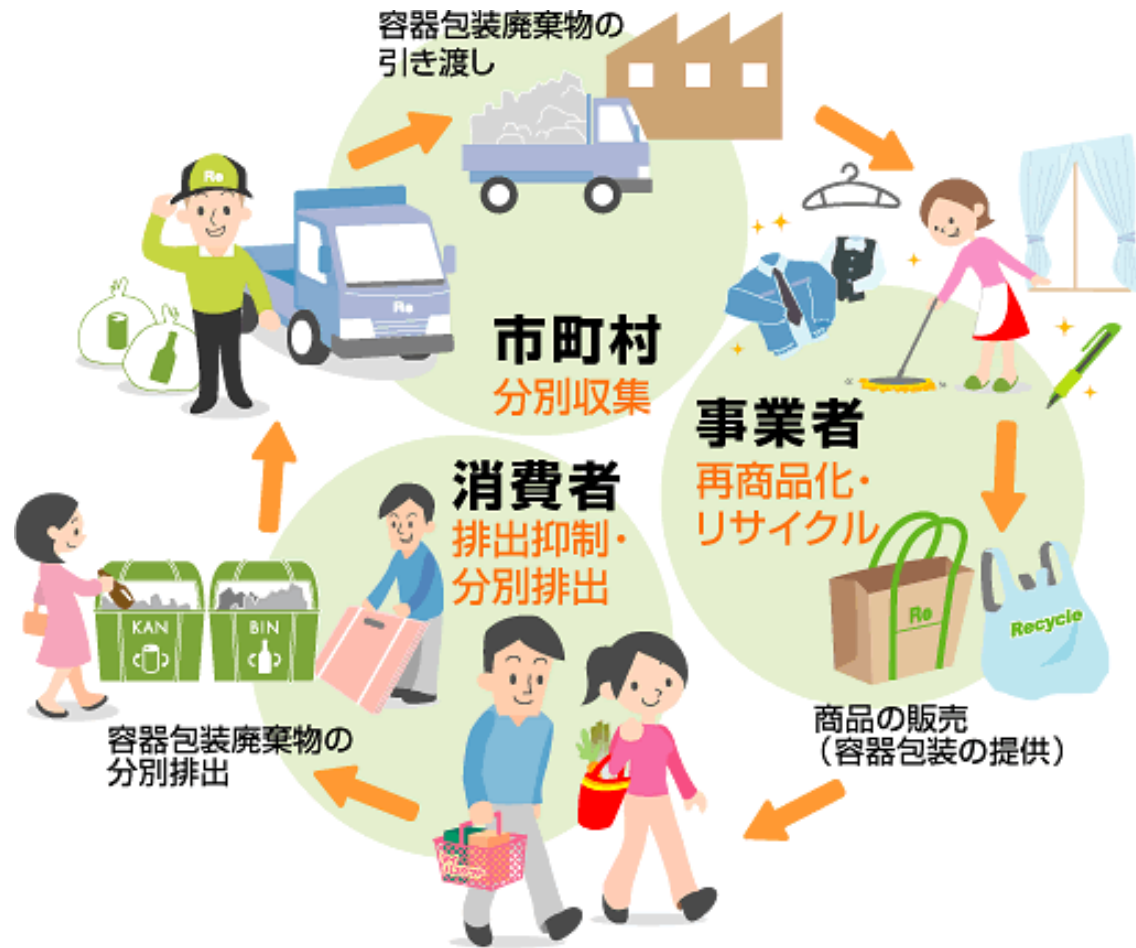 容器包装廃棄物の
引き渡し
Re
Re
市町村
分別収集
事業者
再商品化・
リサイクル
消費者
排出抑制・
分別排出
KAN
BIN
Re
Recycle
商品の販売
（容器包装の提供）
容器包装廃棄物の
分別排出